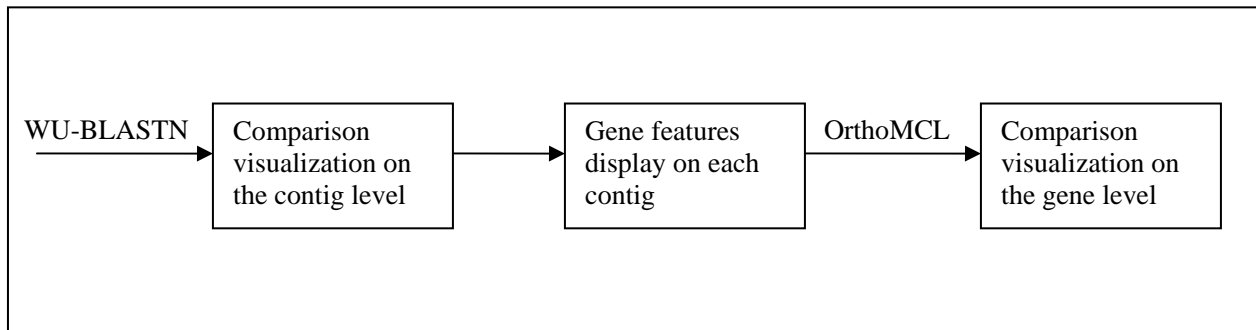 WU-BLASTN
Comparison
visualization on
the contig level
Gene features
display on each
contig
OrthoMCL
Comparison
visualization on
the gene level